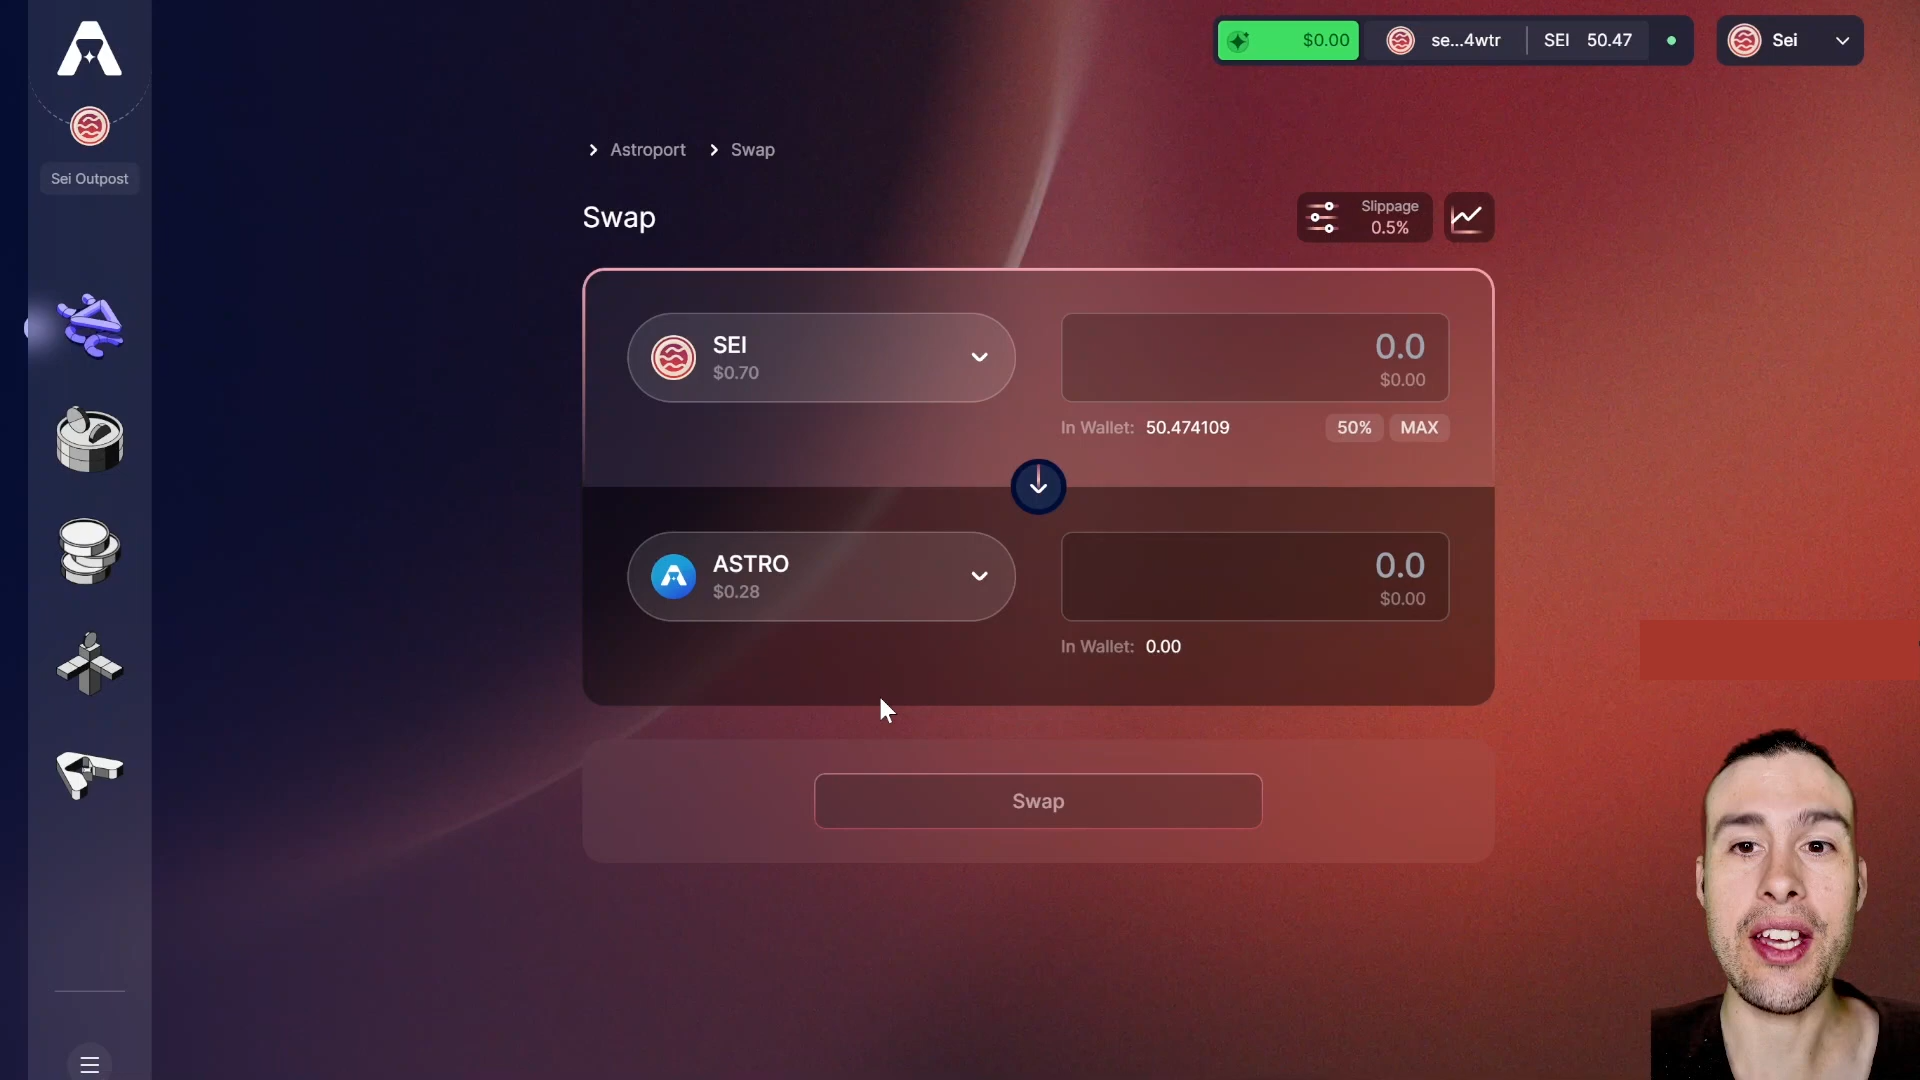 $0.00
se...4wtr
SEI 50.47
Sei
Sei Outpost
Astroport
Swap
Swap
Slippage
0.5%
SEI
$0.70
0.0
$0.00
In Wallet: 50.474109
50%
MAX
ASTRO
$0.28
0.0
$0.00
In Wallet: 0.00
Swap